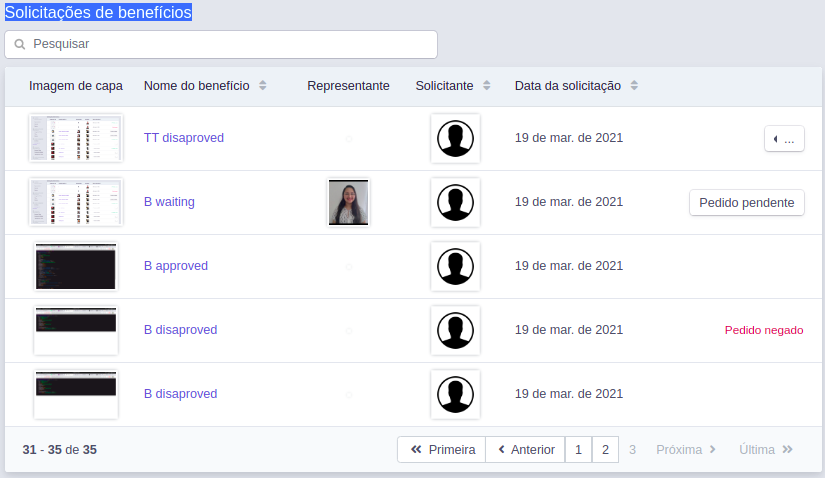 Solicitações de benefícios
Pesquisar
Imagem de capa Nome do benefício Representante Solicitante Data da solicitação
TT disaproved 19 de mar. de 2021 ...
B waiting 19 de mar. de 2021 Pedido pendente
B approved 19 de mar. de 2021
B disaproved 19 de mar. de 2021 Pedido negado
B disaproved 19 de mar. de 2021
31 - 35 de 35 Primeira Anterior 1 2 3 Próxima Última